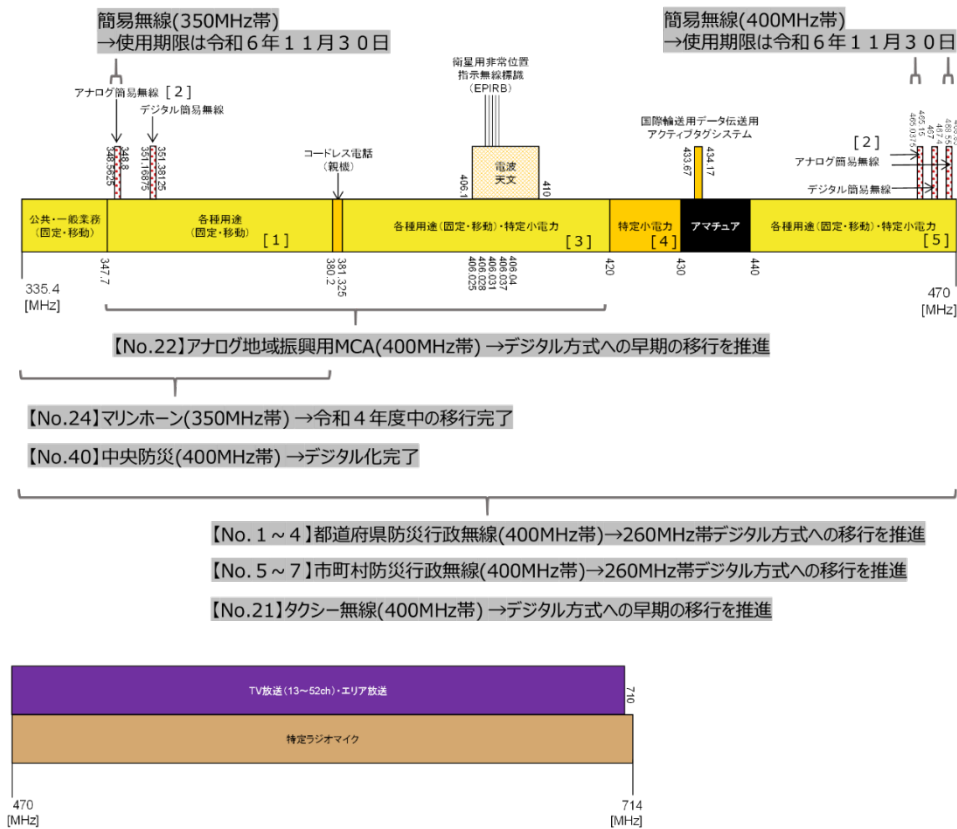 簡易無線(350MHz帯)
→使用期限は令和6年11月30日
簡易無線(400MHz帯)
→使用期限は令和6年11月30日
アナログ簡易無線 [2]
デジタル簡易無線
348.5625
348.8
351.16875
351.38125
コードレス電話
(親機)
衛星用非常位置
指示無線標識
(EPIRB)
電波
天文
406.1
410
国際輸送用データ伝送用
アクティブタグシステム
433.67
434.17
[2]
アナログ簡易無線
デジタル簡易無線
465.0375
465.15
467
467.4
468.55
公共・一般業務
(固定・移動)
各種用途
(固定・移動) [1]
各種用途(固定・移動)・特定小電力 [3]
特定小電力
[4]
アマチュア
各種用途(固定・移動)・特定小電力
[5]
335.4
[MHz]
347.7
380.2
381.325
406.025
406.028
406.031
406.037
406.04
420
430
440
470
[MHz]
【No.22】アナログ地域振興用MCA(400MHz帯) →デジタル方式への早期の移行を推進
【No.24】マリンホーン(350MHz帯) →令和4年度中の移行完了
【No.40】中央防災(400MHz帯) →デジタル化完了
【No.1~4】都道府県防災行政無線(400MHz帯)→260MHz帯デジタル方式への移行を推進
【No.5~7】市町村防災行政無線(400MHz帯)→260MHz帯デジタル方式への移行を推進
【No.21】タクシー無線(400MHz帯) →デジタル方式への早期の移行を推進
TV放送(13~52ch)・エリア放送
710
特定ラジオマイク
470
[MHz]
714
[MHz]